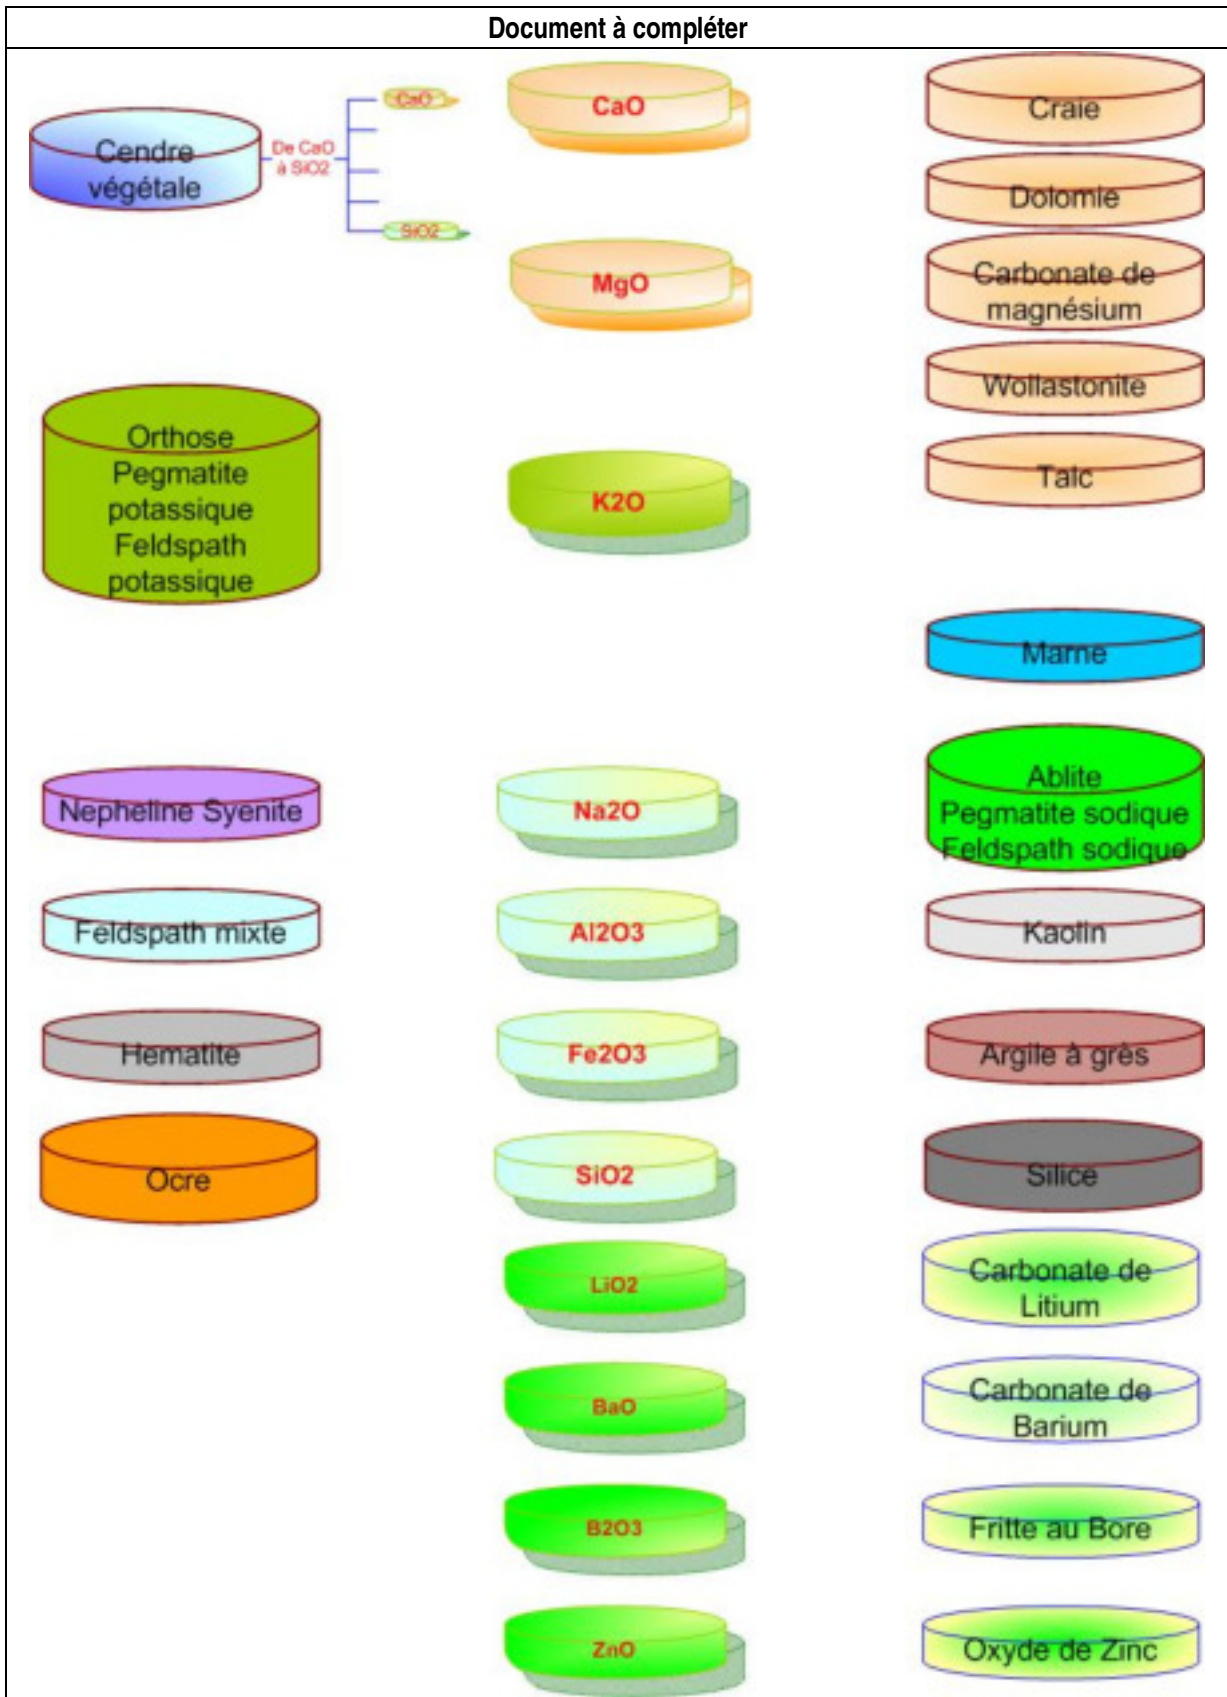 Document à compléter
Cendre
végétale
De CaO
à SiO2
CaO
SiO2
Orthose
Pegmatite
potassique
Feldspath
potassique
Nepheline Syenite
Feldspath mixte
Hematite
Ocre
CaO
MgO
K2O
Na2O
Al2O3
Fe2O3
SiO2
LiO2
BaO
B2O3
ZnO
Craie
Dolomie
Carbonate de
magnésium
Wollastonite
Talc
Marne
Ablite
Pegmatite sodique
Feldspath sodique
Kaolin
Argile à grès
Silice
Carbonate de
Litium
Carbonate de
Barium
Fritte au Bore
Oxyde de Zinc